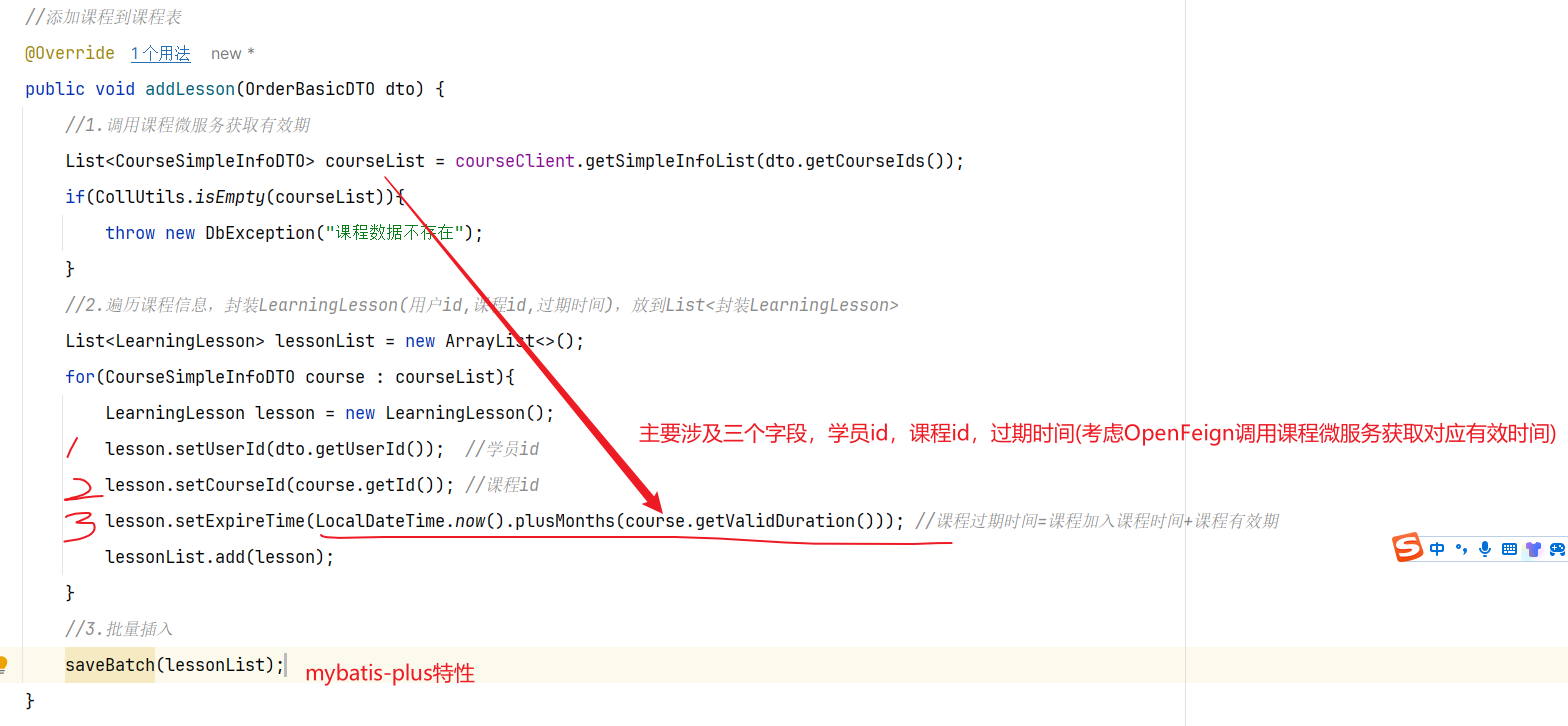 //添加课程到课程表
@Override 1个用法 new *
public void addLesson(OrderBasicDTO dto) {
//1.调用课程微服务获取有效期
List<CourseSimpleInfoDTO> courseList = courseClient.getSimpleInfoList(dto.getCourseIds());
if(CollUtils.isEmpty(courseList)){
throw new DbException("课程数据不存在");
}
//2.遍历课程信息，封装LearningLesson(用户id,课程id,过期时间)，放到List<封装LearningLesson>
List<LearningLesson> lessonList = new ArrayList<>();
for(CourseSimpleInfoDTO course : courseList){
LearningLesson lesson = new LearningLesson();
主要涉及三个字段，学员id，课程id，过期时间(考虑OpenFeign调用课程微服务获取对应有效时间)
1 lesson.setUserId(dto.getUserId()); //学员id
2 lesson.setCourseId(course.getId()); //课程id
3 lesson.setExpireTime(LocalDateTime.now().plusMonths(course.getValidDuration())); //课程过期时间=课程加入课程时间+课程有效期
S 中
lessonList.add(lesson);
}
//3.批量插入
saveBatch(lessonList); mybatis-plus特性
}